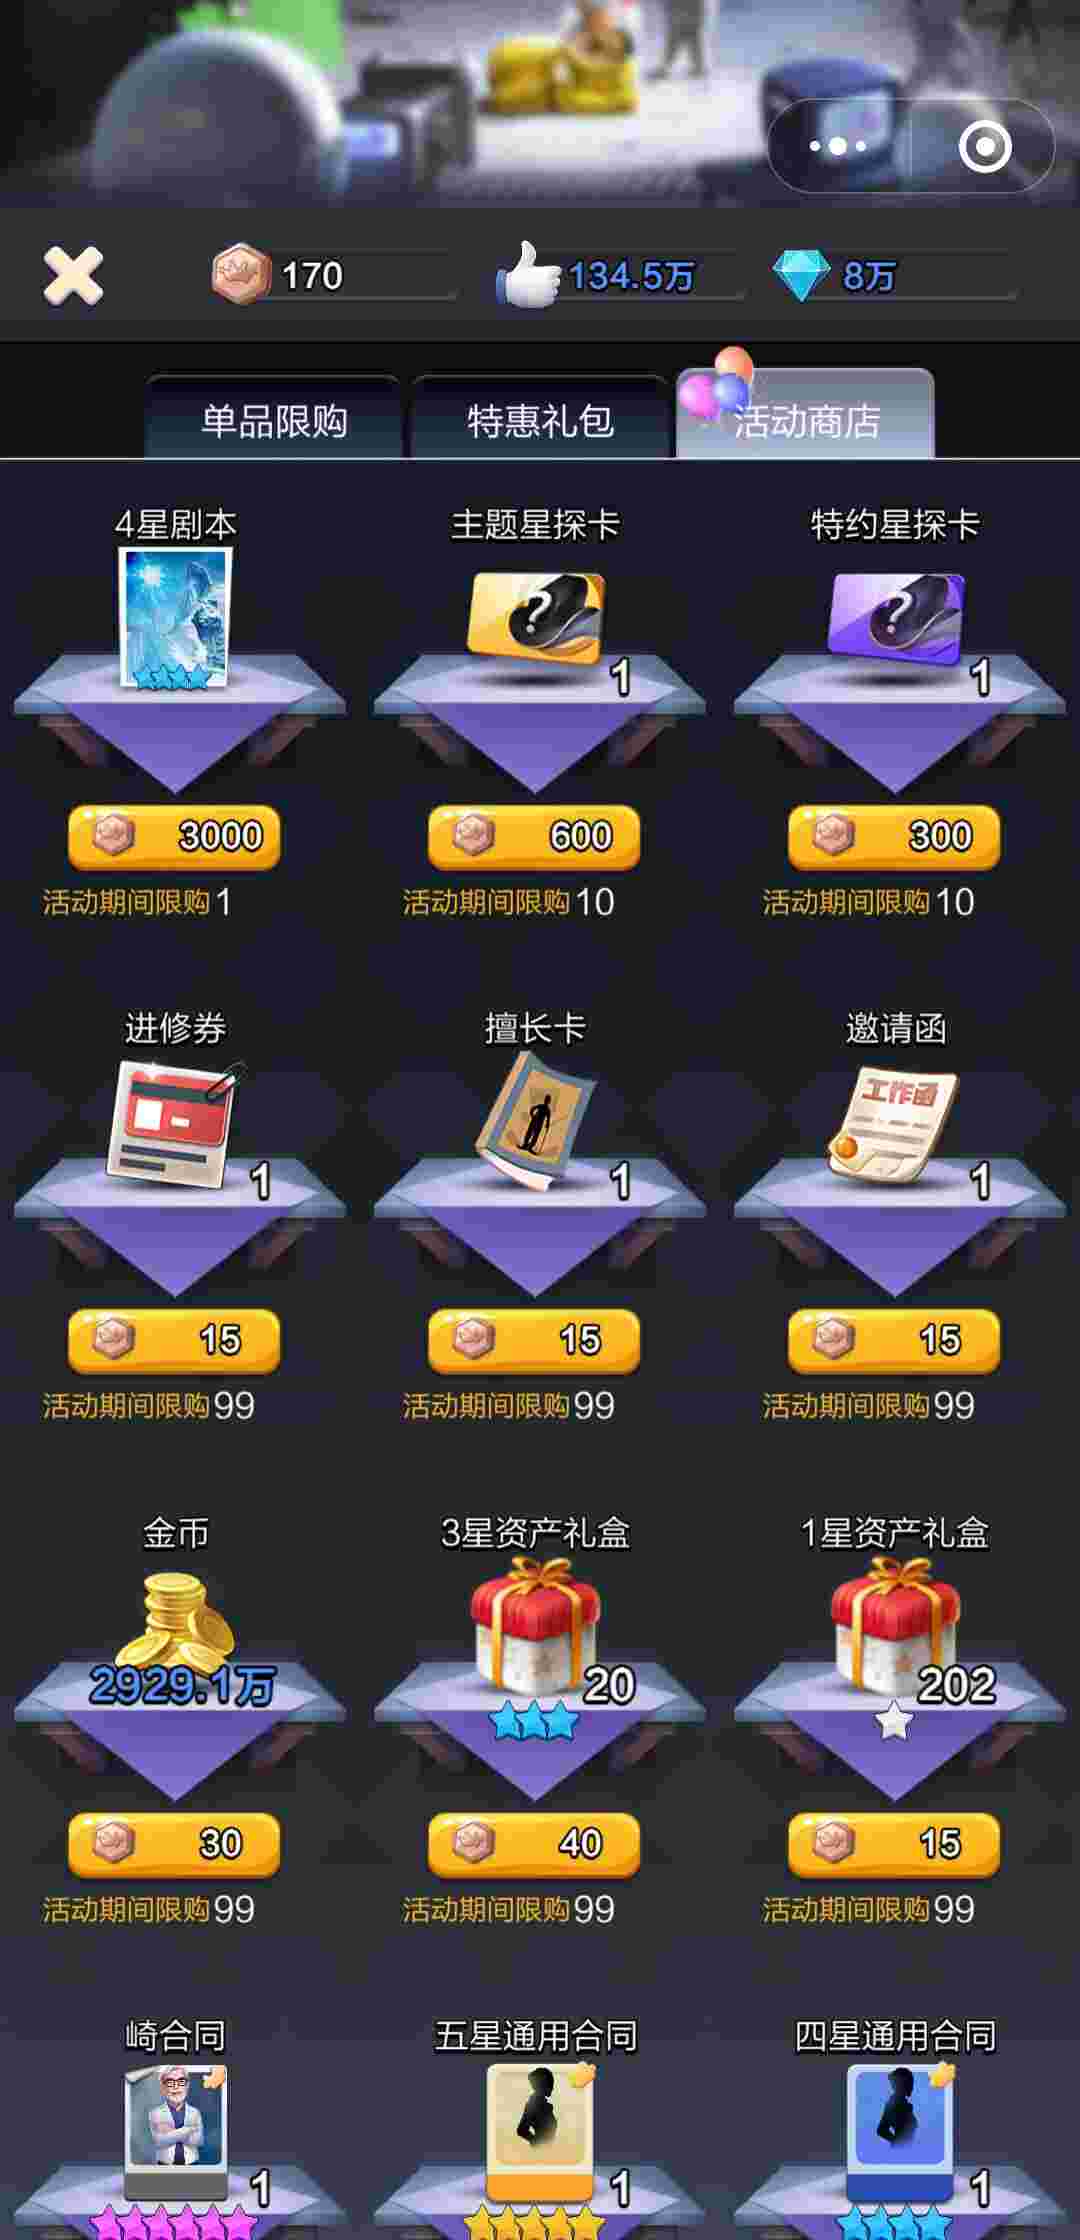 170
134.5万
8万
单品限购
特惠礼包
活动商店
4星剧本
主题星探卡
特约星探卡
1
1
3000
600
300
活动期间限购1
活动期间限购10
活动期间限购10
进修券
擅长卡
邀请函
工作函
1
1
1
15
15
15
活动期间限购99
活动期间限购99
活动期间限购99
金币
3星资产礼盒
1星资产礼盒
2929.1万
20
202
30
40
15
活动期间限购99
活动期间限购99
活动期间限购99
崎合同
五星通用合同
四星通用合同
1
1
1